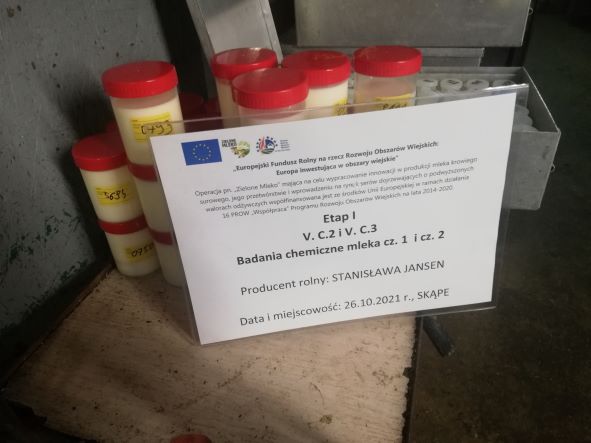 „Europejski Fundusz Rolny na rzecz Rozwoju Obszarów Wiejskich:
Europa inwestująca w obszary wiejskie"
Operacja pn. „Zielone Mleko" mająca na celu wypracowanie innowacji w produkcji mleka krowiego
surowego, jego przetwórstwie i wprowadzeniu na rynek serów dojrzewających o podwyższonych
walorach odżywczych współfinansowana jest ze środków Unii Europejskiej w ramach działania
16 PROW „Współpraca" Programu Rozwoju Obszarów Wiejskich na lata 2014-2020.
Etap I
V. C.2 i V. C.3
Badania chemiczne mleka cz. 1 i cz. 2
Producent rolny: STANISŁAWA JANSEN
Data i miejscowość: 26.10.2021 r., SKĄPE